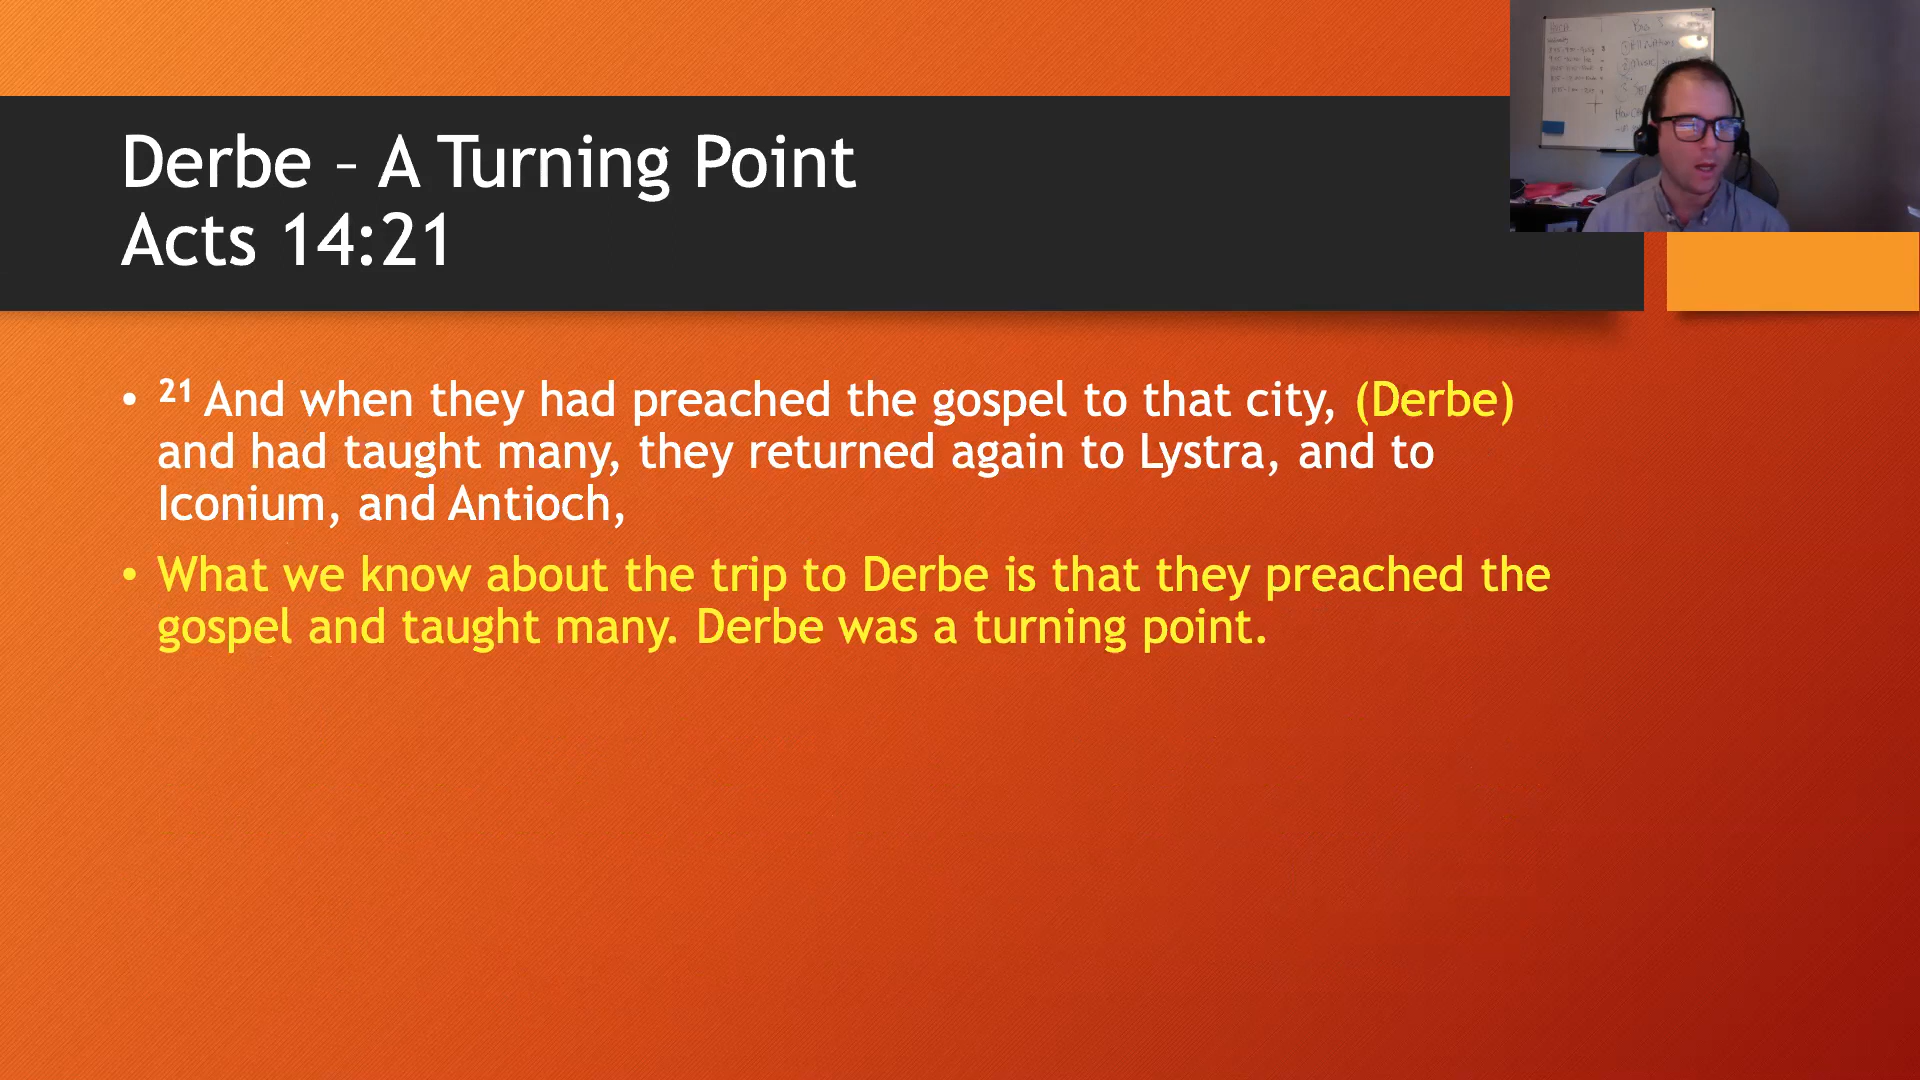 Derbe – A Turning Point
Acts 14:21
• 21 And when they had preached the gospel to that city, (Derbe)
and had taught many, they returned again to Lystra, and to
Iconium, and Antioch,
• What we know about the trip to Derbe is that they preached the
gospel and taught many. Derbe was a turning point.